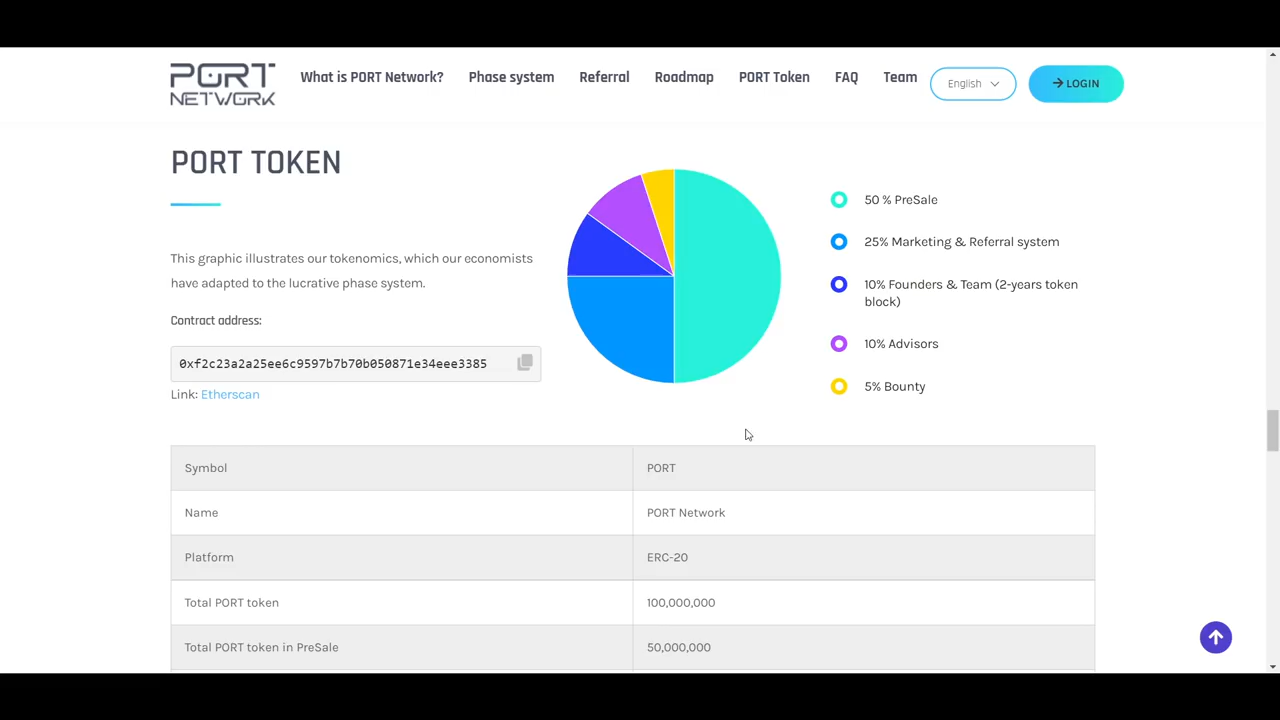 PORT
NETWORK
What is PORT Network?
Phase system
Referral
Roadmap
PORT Token
FAQ
Team
English
LOGIN
PORT TOKEN
This graphic illustrates our tokenomics, which our economists
have adapted to the lucrative phase system.
Contract address:
0xf2c23a2a25ee6c9597b7b70b050871e34eee3385
Link: Etherscan
50 % PreSale
25% Marketing & Referral system
10% Founders & Team (2-years token
block)
10% Advisors
5% Bounty
Symbol PORT
Name PORT Network
Platform ERC-20
Total PORT token 100,000,000
Total PORT token in PreSale 50,000,000